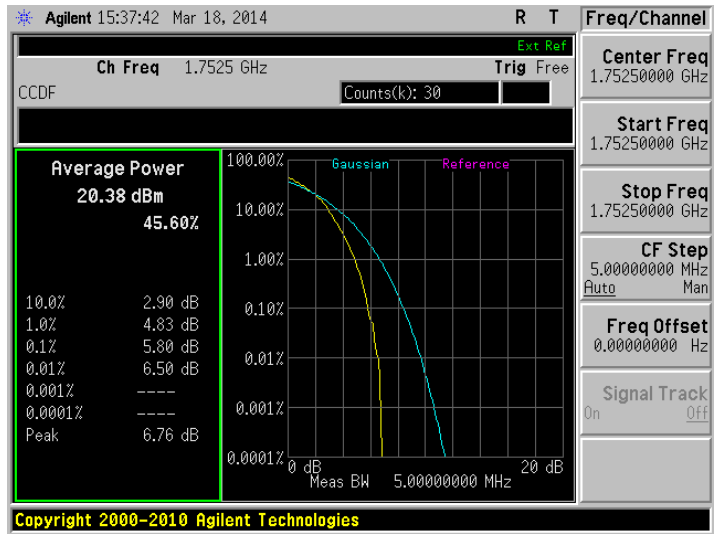 Agilent 15:37:42 Mar 18, 2014 R T
Freq/Channel
Ext Ref
Ch Freq 1.7525 GHz Trig Free
CCDF Counts(k): 30
Average Power
20.38 dBm
45.60%
10.0% 2.90 dB
1.0% 4.83 dB
0.1% 5.80 dB
0.01% 6.50 dB
0.001% ----
0.0001% ----
Peak 6.76 dB
Gaussian Reference
100.00%
10.00%
1.00%
0.10%
0.01%
0.001%
0.0001%
0 dB 20 dB
Meas BW 5.00000000 MHz
Center Freq
1.75250000 GHz
Start Freq
1.75250000 GHz
Stop Freq
1.75250000 GHz
CF Step
5.00000000 MHz
Auto Man
Freq Offset
0.00000000 Hz
Signal Track
On Off
Copyright 2000-2010 Agilent Technologies